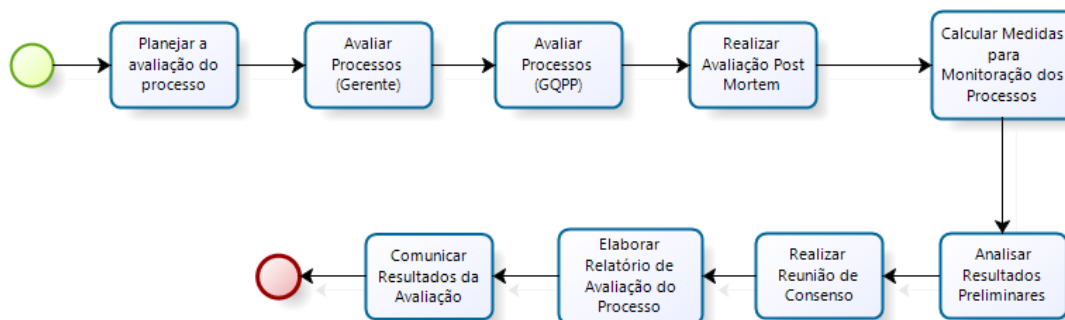 Planejar a
avaliação do
processo
Avaliar
Processos
(Gerente)
Avaliar
Processos
(GQPP)
Realizar
Avaliação Post
Mortem
Calcular Medidas
para
Monitoração dos
Processos
Analisar
Resultados
Preliminares
Realizar
Reunião de
Consenso
Elaborar
Relatório de
Avaliação do
Processo
Comunicar
Resultados da
Avaliação